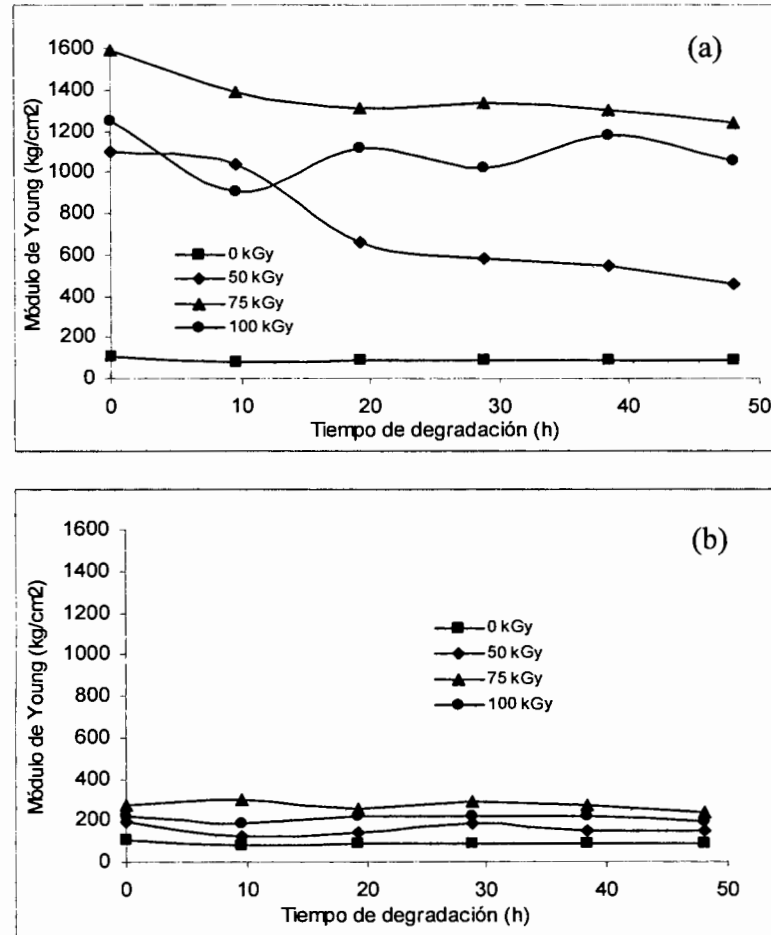 (a)
Módulo de Young (kg/cm2)
1600
1400
1200
1000
800
600
400
200
0
0 kGy
50 kGy
75 kGy
100 kGy
0 10 20 30 40 50
Tiempo de degradación (h)
(b)
Módulo de Young (kg/cm2)
1600
1400
1200
1000
800
600
400
200
0
0 kGy
50 kGy
75 kGy
100 kGy
0 10 20 30 40 50
Tiempo de degradación (h)